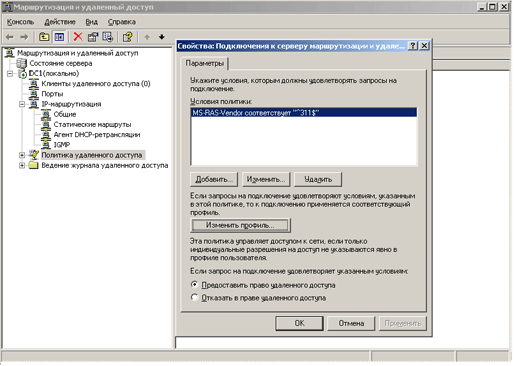 Маршрутизация и удаленный доступ
Консоль Действие Вид Справка
Маршрутизация и удаленный доступ
Состояние сервера
DC1(локально)
Клиенты удаленного доступа (0)
Порты
IP-маршрутизация
Общие
Статические маршруты
Агент DHCP-ретрансляции
IGMP
Политика удаленного доступа
Ведение журнала удаленного доступа
Свойства: Подключения к серверу маршрутизации и удале...
Параметры
Укажите условия, которым должны удовлетворять запросы на
подключение.
Условия политики:
MS-RAS-Vendor соответствует "^311$"
Добавить... Изменить... Удалить
Если запросы на подключение удовлетворяют условиям, указанным
в этой политике, то к подключению применяется соответствующий
профиль.
Изменить профиль...
Эта политика управляет доступом к сети, если только
индивидуальные разрешения на доступ не указываются явно в
профиле пользователя.
Если запрос на подключение удовлетворяет указанным условиям:
Предоставить право удаленного доступа
Отказать в праве удаленного доступа
OK Отмена Применить